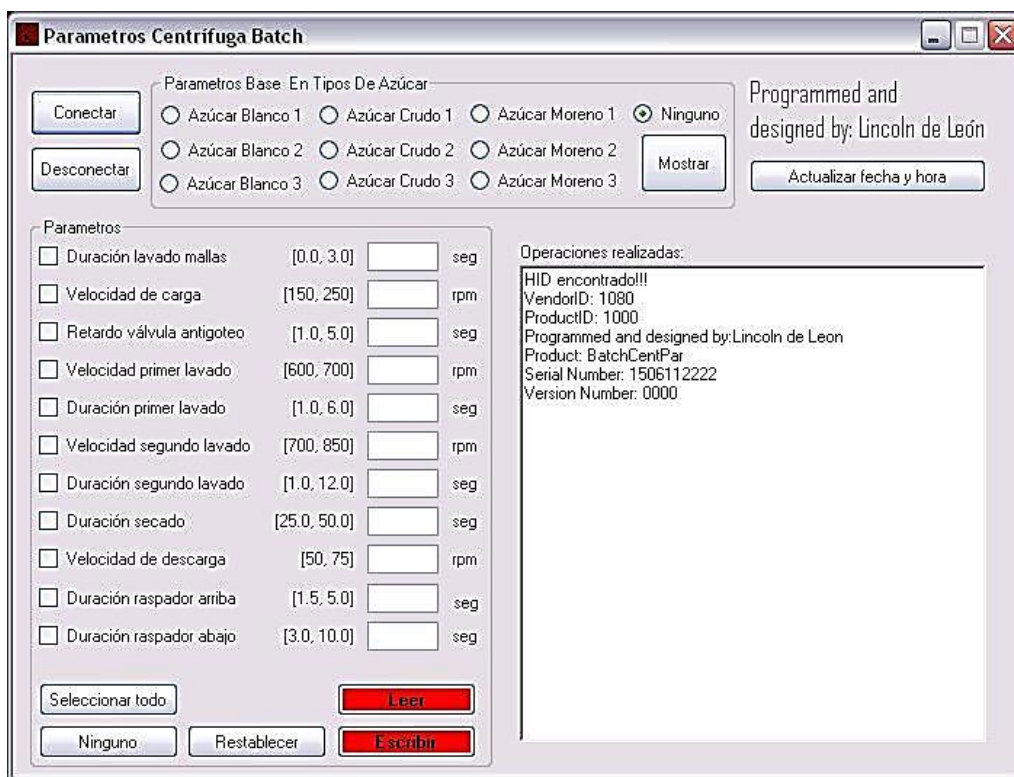 Parametros Centrífuga Batch
Conectar
Desconectar
Parametros Base En Tipos De Azúcar
Azúcar Blanco 1 Azúcar Crudo 1 Azúcar Moreno 1 Ninguno
Azúcar Blanco 2 Azúcar Crudo 2 Azúcar Moreno 2
Azúcar Blanco 3 Azúcar Crudo 3 Azúcar Moreno 3
Mostrar
Programmed and
designed by: Lincoln de León
Actualizar fecha y hora
Parametros
Duración lavado mallas [0.0, 3.0] seg
Velocidad de carga [150, 250] rpm
Retardo válvula antigoteo [1.0, 5.0] seg
Velocidad primer lavado [600, 700] rpm
Duración primer lavado [1.0, 6.0] seg
Velocidad segundo lavado [700, 850] rpm
Duración segundo lavado [1.0, 12.0] seg
Duración secado [25.0, 50.0] seg
Velocidad de descarga [50, 75] rpm
Duración raspador arriba [1.5, 5.0] seg
Duración raspador abajo [3.0, 10.0] seg
Seleccionar todo Leer
Ninguno Restablecer Escribir
Operaciones realizadas:
HID encontrado!!!
VendorID: 1080
ProductID: 1000
Programmed and designed by:Lincoln de Leon
Product: BatchCentPar
Serial Number: 1506112222
Version Number: 0000